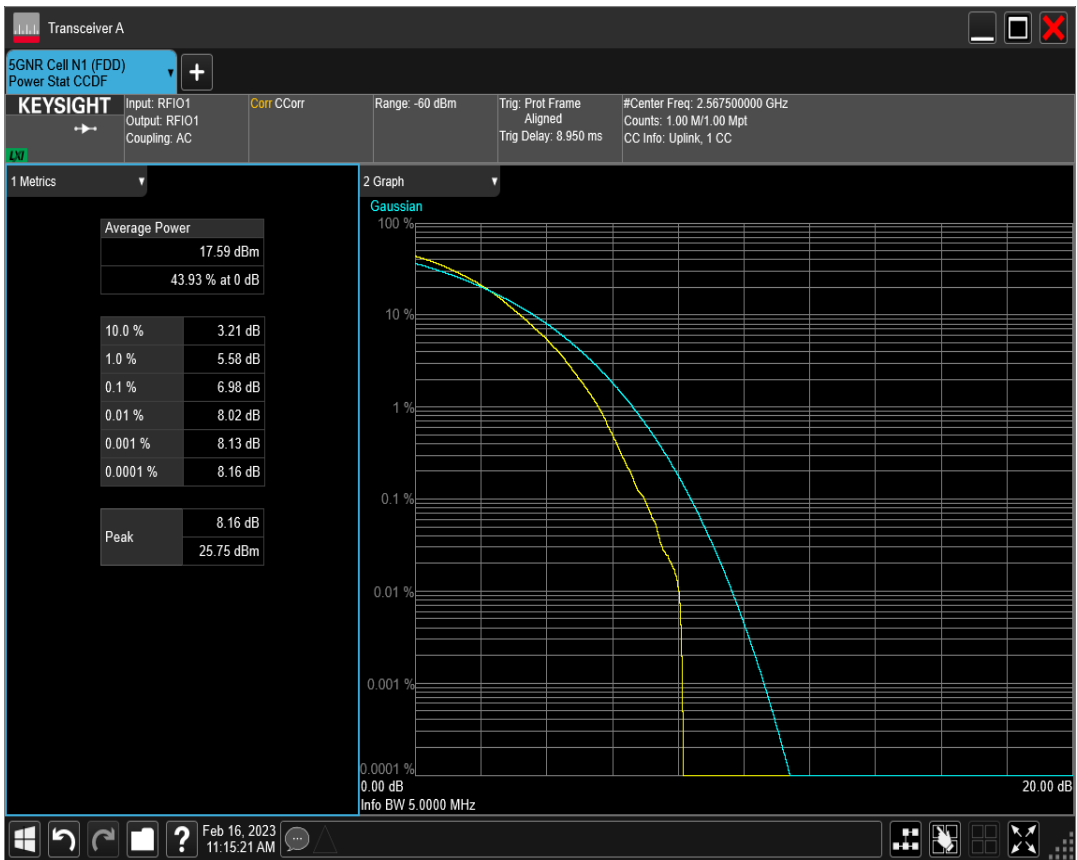 Transceiver A
5GNR Cell N1 (FDD)
Power Stat CCDF
KEYSIGHT
LXI
Input: RFIO1
Output: RFIO1
Coupling: AC
Corr CCorr
Range: -60 dBm
Trig: Prot Frame
Aligned
Trig Delay: 8.950 ms
#Center Freq: 2.567500000 GHz
Counts: 1.00 M/1.00 Mpt
CC Info: Uplink, 1 CC
1 Metrics
Average Power
17.59 dBm
43.93 % at 0 dB
10.0 % 3.21 dB
1.0 % 5.58 dB
0.1 % 6.98 dB
0.01 % 8.02 dB
0.001 % 8.13 dB
0.0001 % 8.16 dB
Peak
8.16 dB
25.75 dBm
2 Graph
Gaussian
100 %
10 %
1 %
0.1 %
0.01 %
0.001 %
0.0001 %
0.00 dB
20.00 dB
Info BW 5.0000 MHz
?
Feb 16, 2023
11:15:21 AM